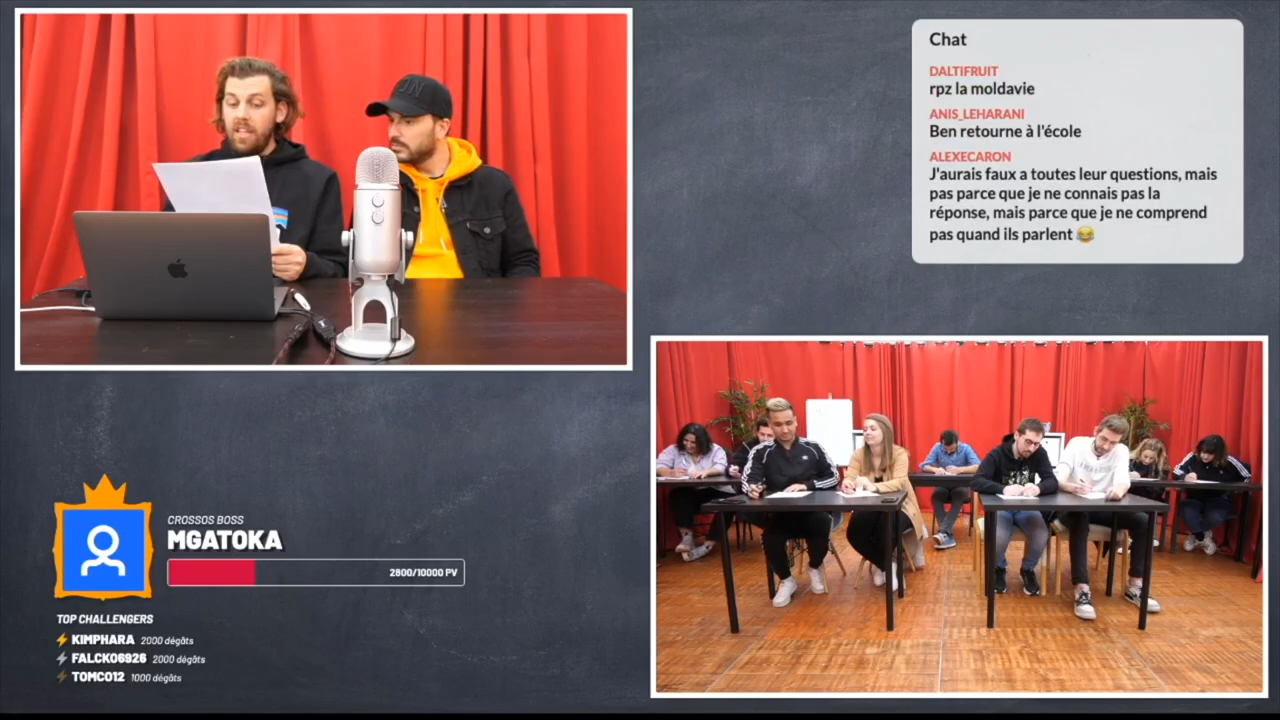 Chat
DALTIFRUIT
rpz la moldavie
ANIS_LEHARANI
Ben retourne à l'école
ALEXECARON
J'aurais faux a toutes leur questions, mais
pas parce que je ne connais pas la
réponse, mais parce que je ne comprend
pas quand ils parlent 😂
CROSSOS BOSS
MGATOKA
2800/10000 PV
TOP CHALLENGERS
KIMPHARA 2000 dégâts
FALCK06926 2000 dégâts
TOMCO12 1000 dégâts